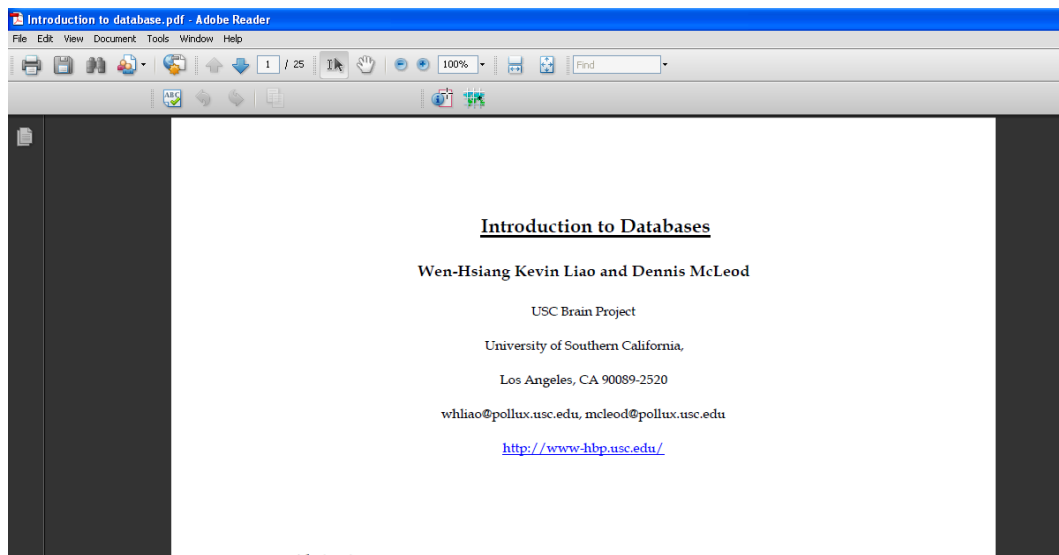 Introduction to database.pdf - Adobe Reader
File Edit View Document Tools Window Help
1 / 25 100% Find
ABC
Introduction to Databases
Wen-Hsiang Kevin Liao and Dennis McLeod
USC Brain Project
University of Southern California,
Los Angeles, CA 90089-2520
whliao@pollux.usc.edu, mcleod@pollux.usc.edu
http://www-hbp.usc.edu/